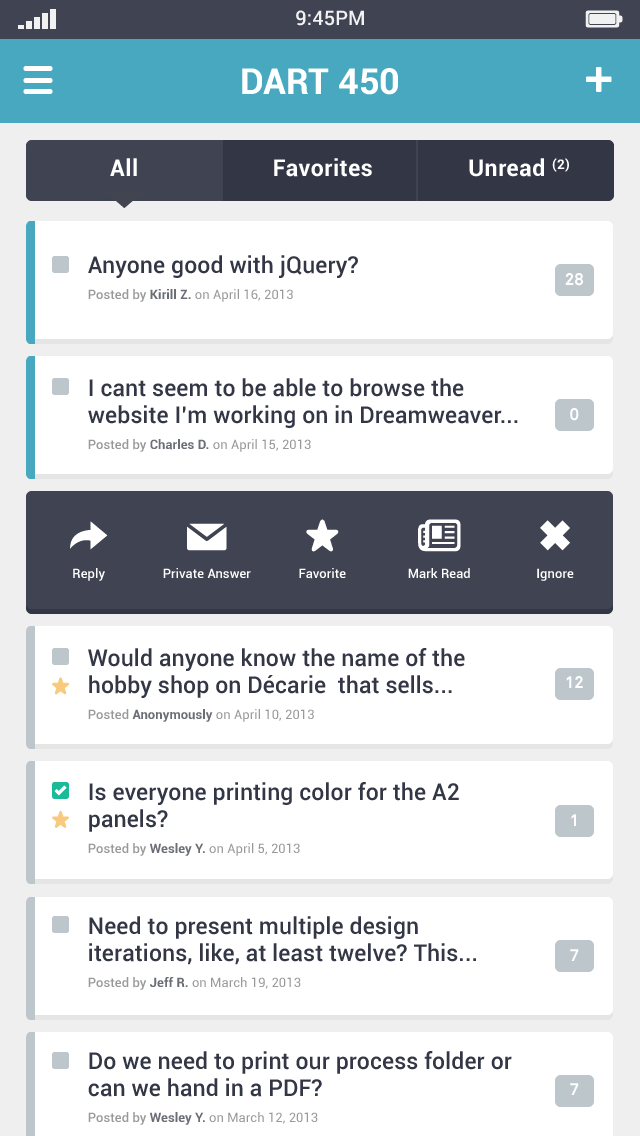 9:45PM
DART 450
All
Favorites
Unread (2)
Anyone good with jQuery?
Posted by Kirill Z. on April 16, 2013
28
I cant seem to be able to browse the
website I'm working on in Dreamweaver...
Posted by Charles D. on April 15, 2013
0
Reply
Private Answer
Favorite
Mark Read
Ignore
Would anyone know the name of the
hobby shop on Décarie  that sells...
Posted Anonymously on April 10, 2013
12
Is everyone printing color for the A2
panels?
Posted by Wesley Y. on April 5, 2013
1
Need to present multiple design
iterations, like, at least twelve? This...
Posted by Jeff R. on March 19, 2013
7
Do we need to print our process folder or
can we hand in a PDF?
Posted by Wesley Y. on March 12, 2013
7